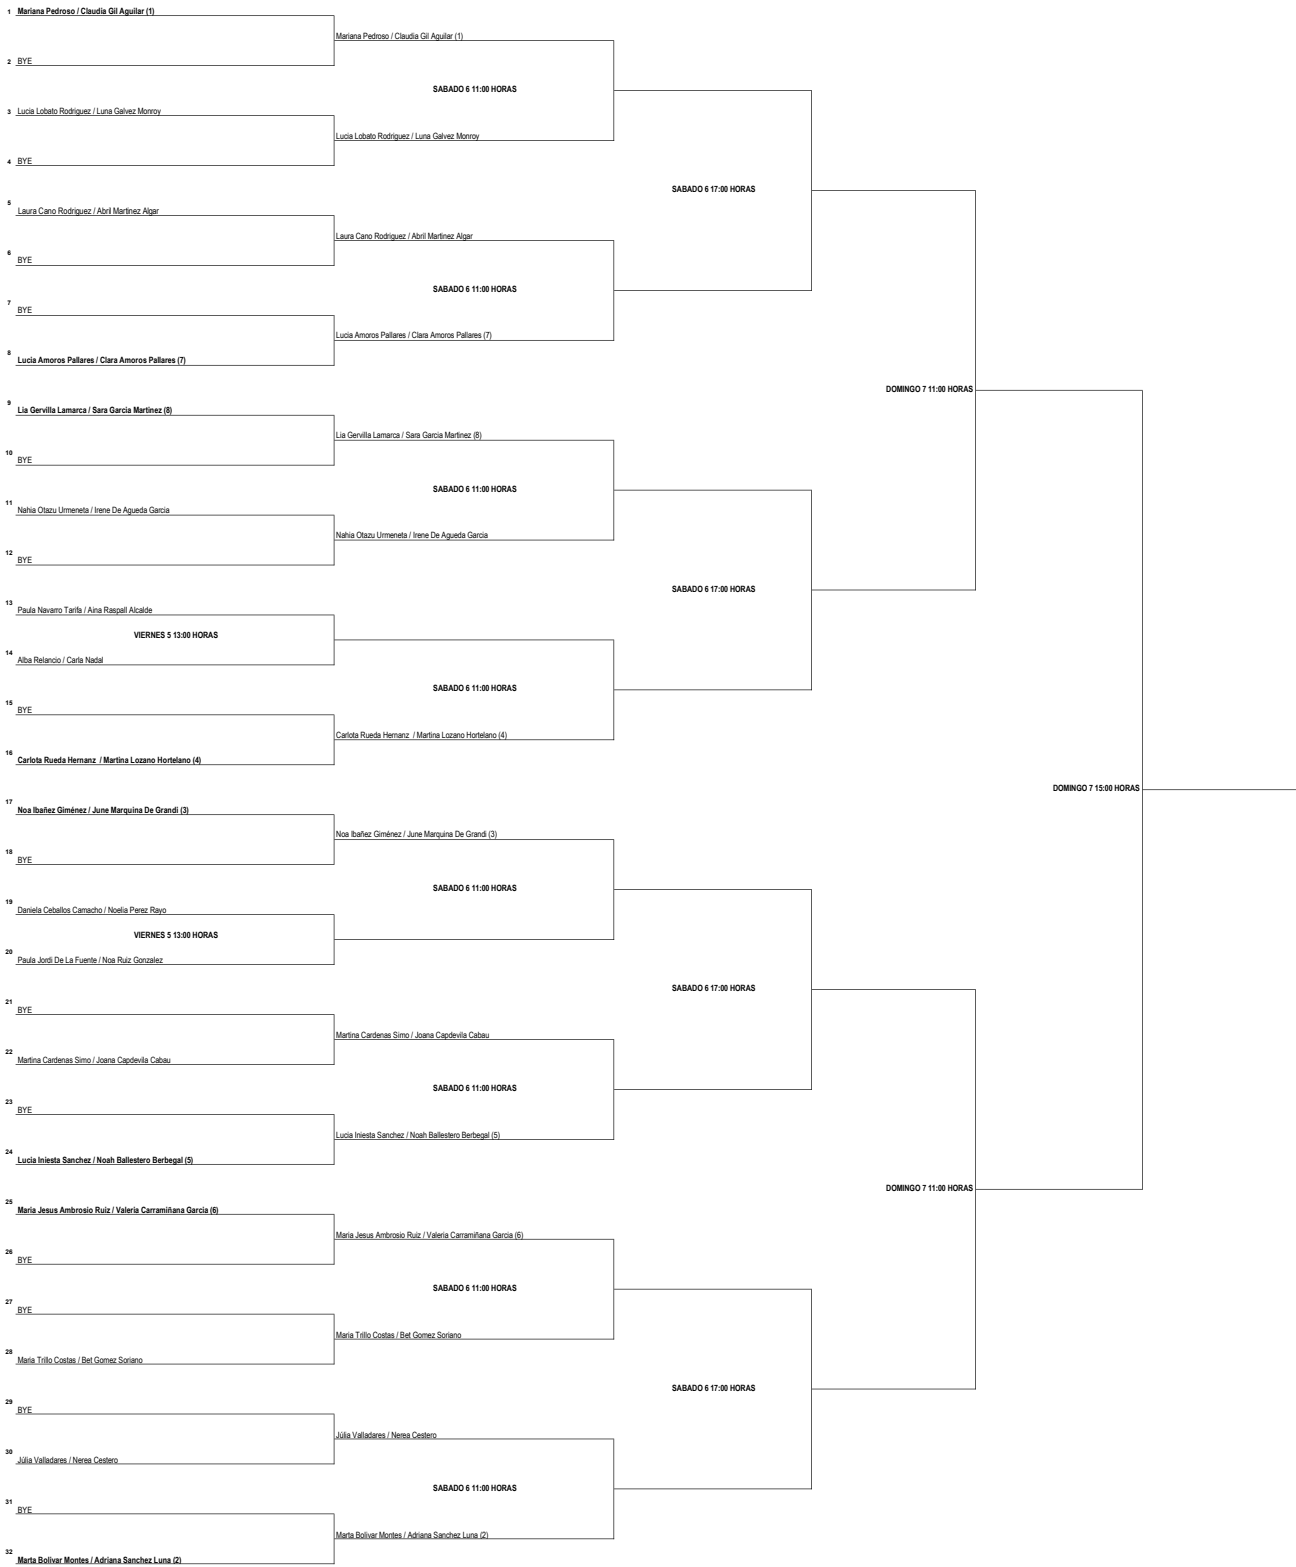 1 Mariana Pedroso / Claudia Gil Aguilar (1)
Mariana Pedroso / Claudia Gil Aguilar (1)
2 BYE
SABADO 6 11:00 HORAS
3 Lucia Lobato Rodriguez / Luna Galvez Monroy
Lucia Lobato Rodriguez / Luna Galvez Monroy
4 BYE
SABADO 6 17:00 HORAS
5 Laura Cano Rodriguez / Abril Martinez Algar
Laura Cano Rodriguez / Abril Martinez Algar
6 BYE
SABADO 6 11:00 HORAS
7 BYE
Lucia Amoros Pallares / Clara Amoros Pallares (7)
8 Lucia Amoros Pallares / Clara Amoros Pallares (7)
DOMINGO 7 11:00 HORAS
9 Lia Gervilla Lamarca / Sara Garcia Martinez (8)
Lia Gervilla Lamarca / Sara Garcia Martinez (8)
10 BYE
SABADO 6 11:00 HORAS
11 Nahia Otazu Urmeneta / Irene De Agueda Garcia
Nahia Otazu Urmeneta / Irene De Agueda Garcia
12 BYE
SABADO 6 17:00 HORAS
13 Paula Navarro Tarifa / Aina Raspall Alcalde
VIERNES 5 13:00 HORAS
14 Alba Relancio / Carla Nadal
SABADO 6 11:00 HORAS
15 BYE
Carlota Rueda Hernanz / Martina Lozano Hortelano (4)
16 Carlota Rueda Hernanz / Martina Lozano Hortelano (4)
DOMINGO 7 15:00 HORAS
17 Noa Ibañez Giménez / June Marquina De Grandi (3)
Noa Ibañez Giménez / June Marquina De Grandi (3)
18 BYE
SABADO 6 11:00 HORAS
19 Daniela Ceballos Camacho / Noelia Perez Rayo
VIERNES 5 13:00 HORAS
20 Paula Jordi De La Fuente / Noa Ruiz Gonzalez
SABADO 6 17:00 HORAS
21 BYE
Martina Cardenas Simo / Joana Capdevila Cabau
22 Martina Cardenas Simo / Joana Capdevila Cabau
SABADO 6 11:00 HORAS
23 BYE
Lucia Iniesta Sanchez / Noah Ballestero Berbegal (5)
24 Lucia Iniesta Sanchez / Noah Ballestero Berbegal (5)
DOMINGO 7 11:00 HORAS
25 Maria Jesus Ambrosio Ruiz / Valeria Carramiñana Garcia (6)
Maria Jesus Ambrosio Ruiz / Valeria Carramiñana Garcia (6)
26 BYE
SABADO 6 11:00 HORAS
27 BYE
Maria Trillo Costas / Bet Gomez Soriano
28 Maria Trillo Costas / Bet Gomez Soriano
SABADO 6 17:00 HORAS
29 BYE
Júlia Valladares / Nerea Cestero
30 Júlia Valladares / Nerea Cestero
SABADO 6 11:00 HORAS
31 BYE
Marta Bolivar Montes / Adriana Sanchez Luna (2)
32 Marta Bolivar Montes / Adriana Sanchez Luna (2)